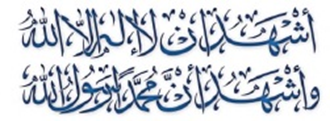 أشهد أن لا إله إلا الله
وأشهد أن محمدا رسول الله